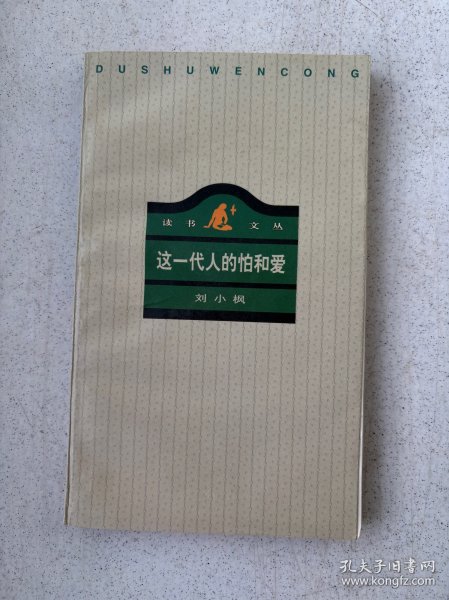 DUSHUWENCONG
读书 文丛
这一代人的怕和爱
刘小枫
孔夫子旧书网
www.kongfz.com